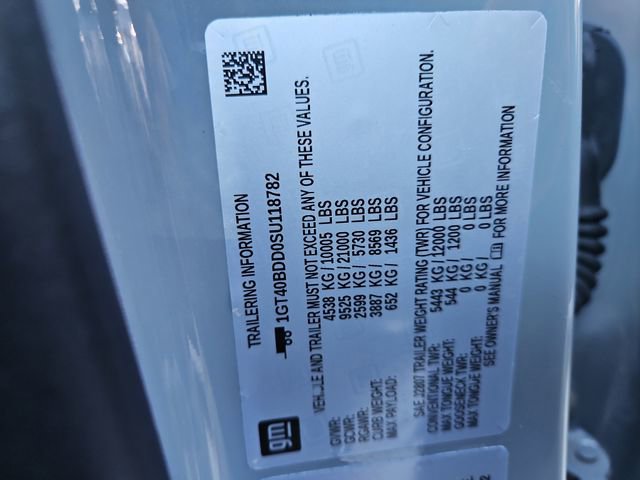 TRAILERING INFORMATION
1GT40BDD0SU118782
gm
VEHICLE AND TRAILER MUST NOT EXCEED ANY OF THESE VALUES.
GVWR: 4538 KG / 10005 LBS
GCWR: 9525 KG / 21000 LBS
RGAWR: 2599 KG / 5730 LBS
CURB WEIGHT: 3887 KG / 8569 LBS
MAX PAYLOAD: 652 KG / 1436 LBS
SAE J2807 TRAILER WEIGHT RATING (TWR) FOR VEHICLE CONFIGURATION.
CONVENTIONAL TWR: 5443 KG / 12000 LBS
MAX TONGUE WEIGHT: 544 KG / 1200 LBS
GOOSENECK TWR: 0 KG / 0 LBS
MAX TONGUE WEIGHT: 0 KG / 0 LBS
SEE OWNER'S MANUAL FOR MORE INFORMATION